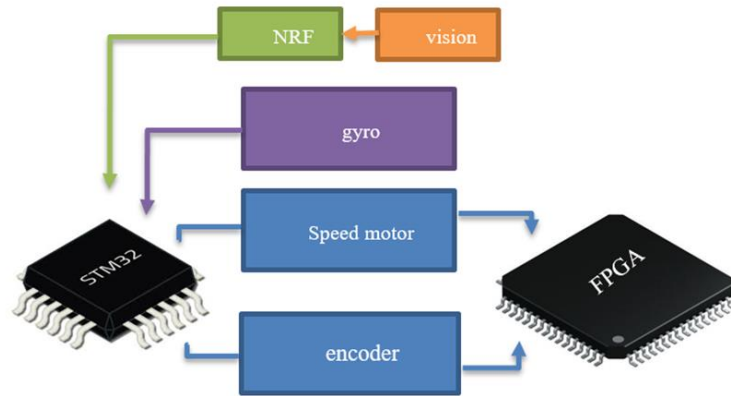 NRF
vision
gyro
Speed motor
STM32
FPGA
encoder